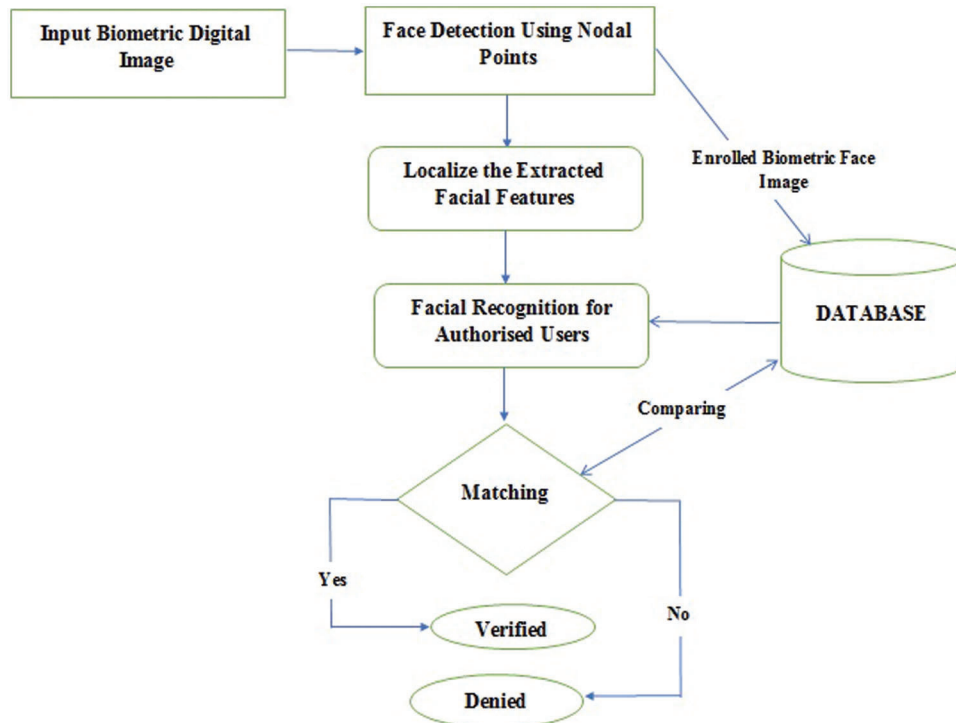 Input Biometric Digital
Image
Face Detection Using Nodal
Points
Enrolled Biometric Face
Image
Localize the Extracted
Facial Features
Facial Recognition for
Authorised Users
DATABASE
Comparing
Matching
Yes
No
Verified
Denied